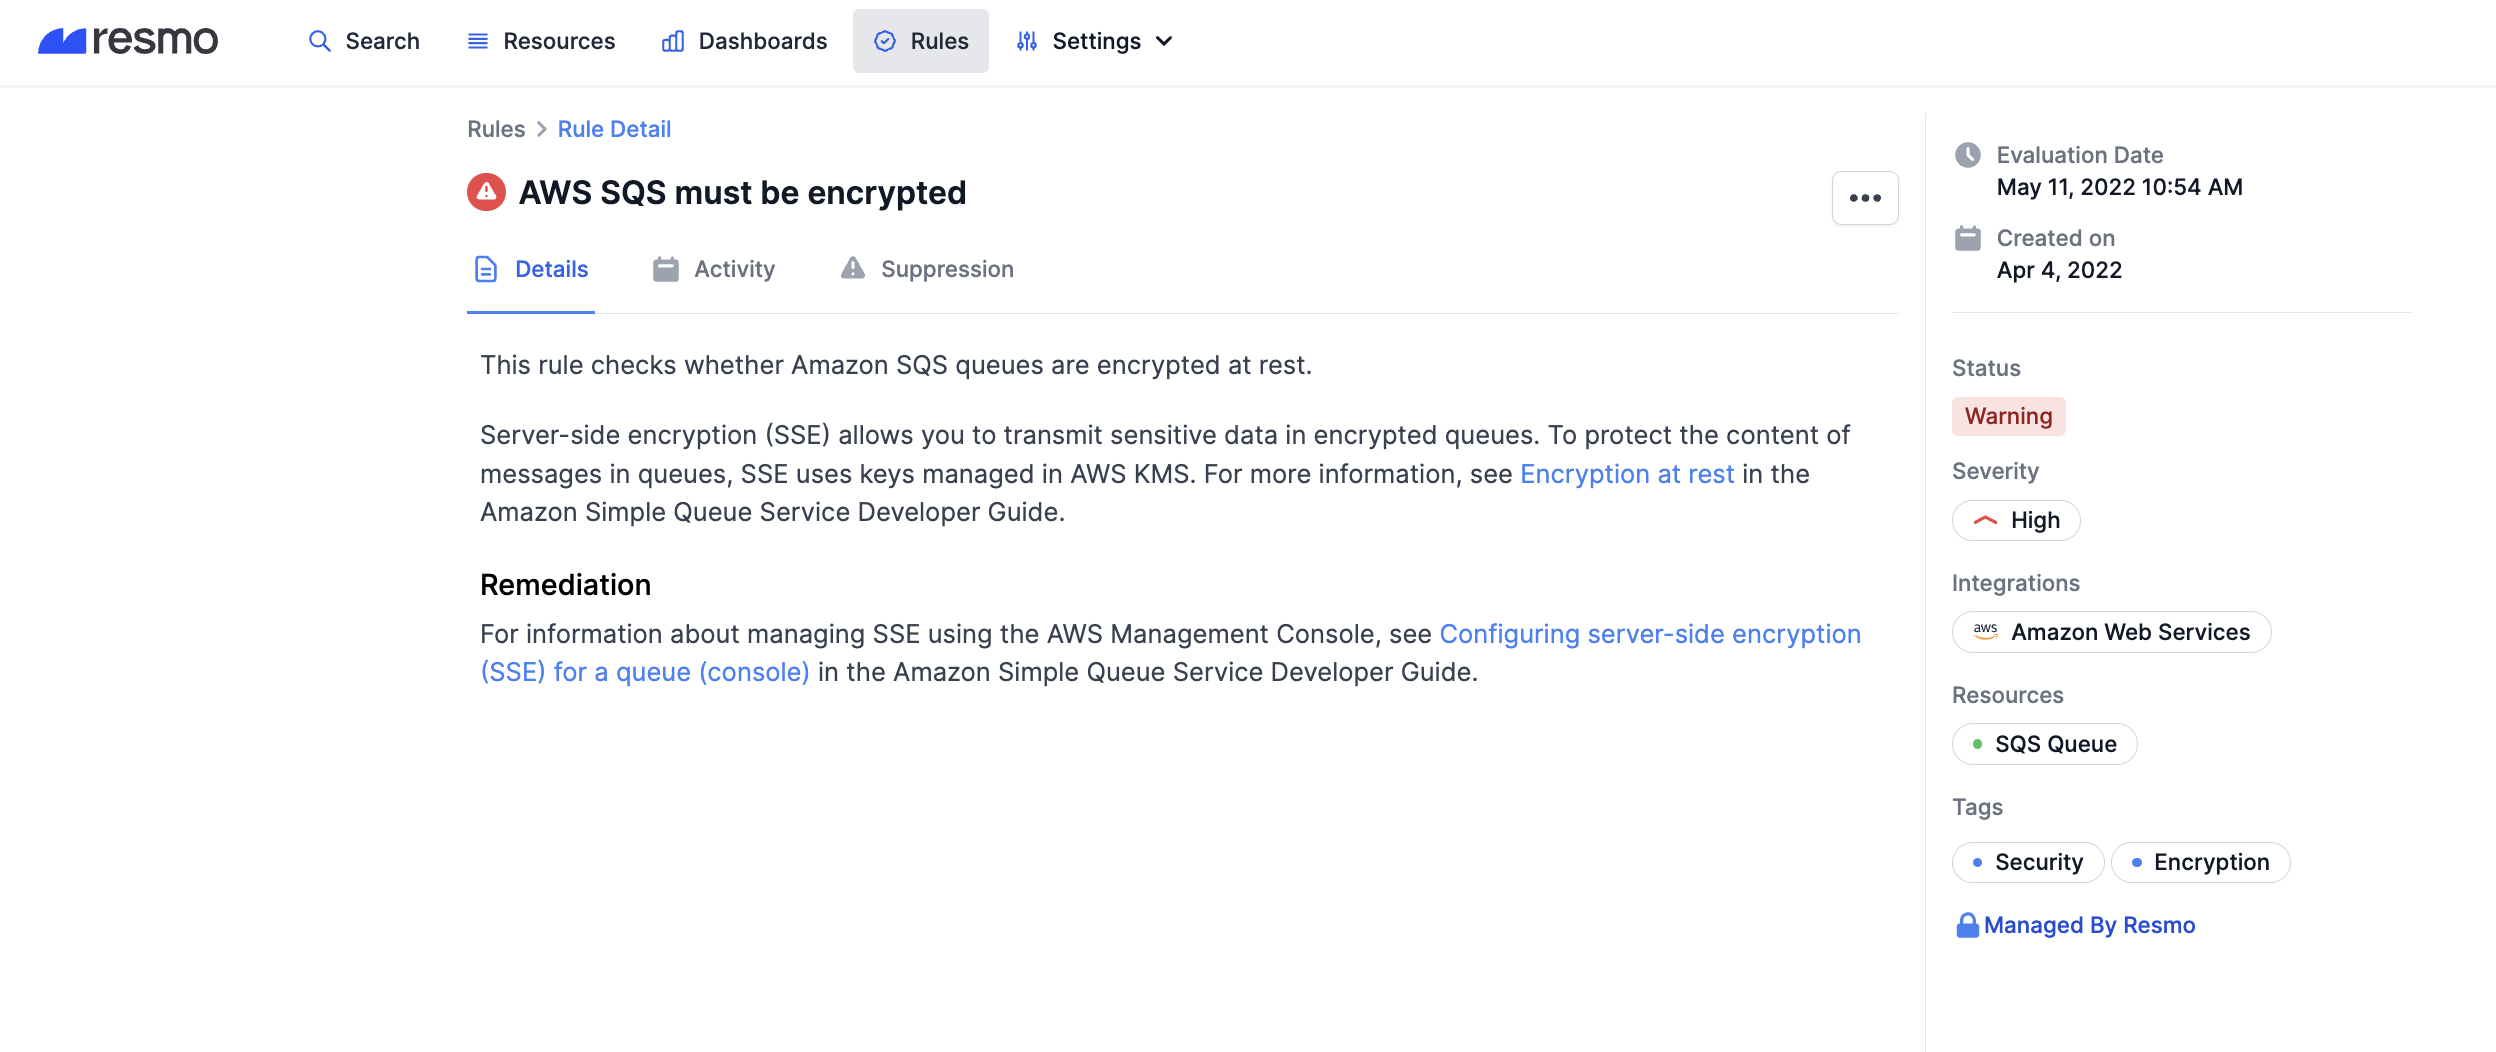 resmo
Search Resources Dashboards Rules Settings
Rules > Rule Detail
AWS SQS must be encrypted
Details Activity Suppression
This rule checks whether Amazon SQS queues are encrypted at rest.
Server-side encryption (SSE) allows you to transmit sensitive data in encrypted queues. To protect the content of
messages in queues, SSE uses keys managed in AWS KMS. For more information, see Encryption at rest in the
Amazon Simple Queue Service Developer Guide.
Remediation
For information about managing SSE using the AWS Management Console, see Configuring server-side encryption
(SSE) for a queue (console) in the Amazon Simple Queue Service Developer Guide.
Evaluation Date
May 11, 2022 10:54 AM
Created on
Apr 4, 2022
Status
Warning
Severity
High
Integrations
aws Amazon Web Services
Resources
SQS Queue
Tags
Security Encryption
Managed By Resmo